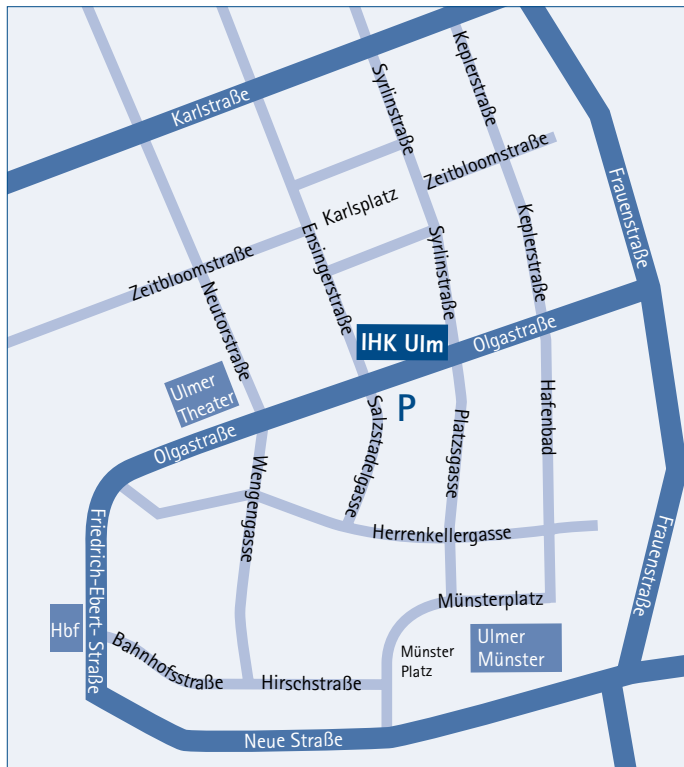 Karlstraße
Syrlinstraße
Keplerstraße
Zeitbloomstraße
Karlsplatz
Frauenstraße
Keplerstraße
Ensingerstraße
Syrlinstraße
Zeitbloomstraße
Neutorstraße
IHK Ulm
Olgastraße
Ulmer
Theater
P
Salzstadelgasse
Platzgasse
Hafenbad
Olgastraße
Wengengasse
Herrenkellergasse
Frauenstraße
Friedrich-Ebert-
Straße
Münsterplatz
Hbf
Bahnhofsstraße
Hirschstraße
Münster
Platz
Ulmer
Münster
Neue Straße